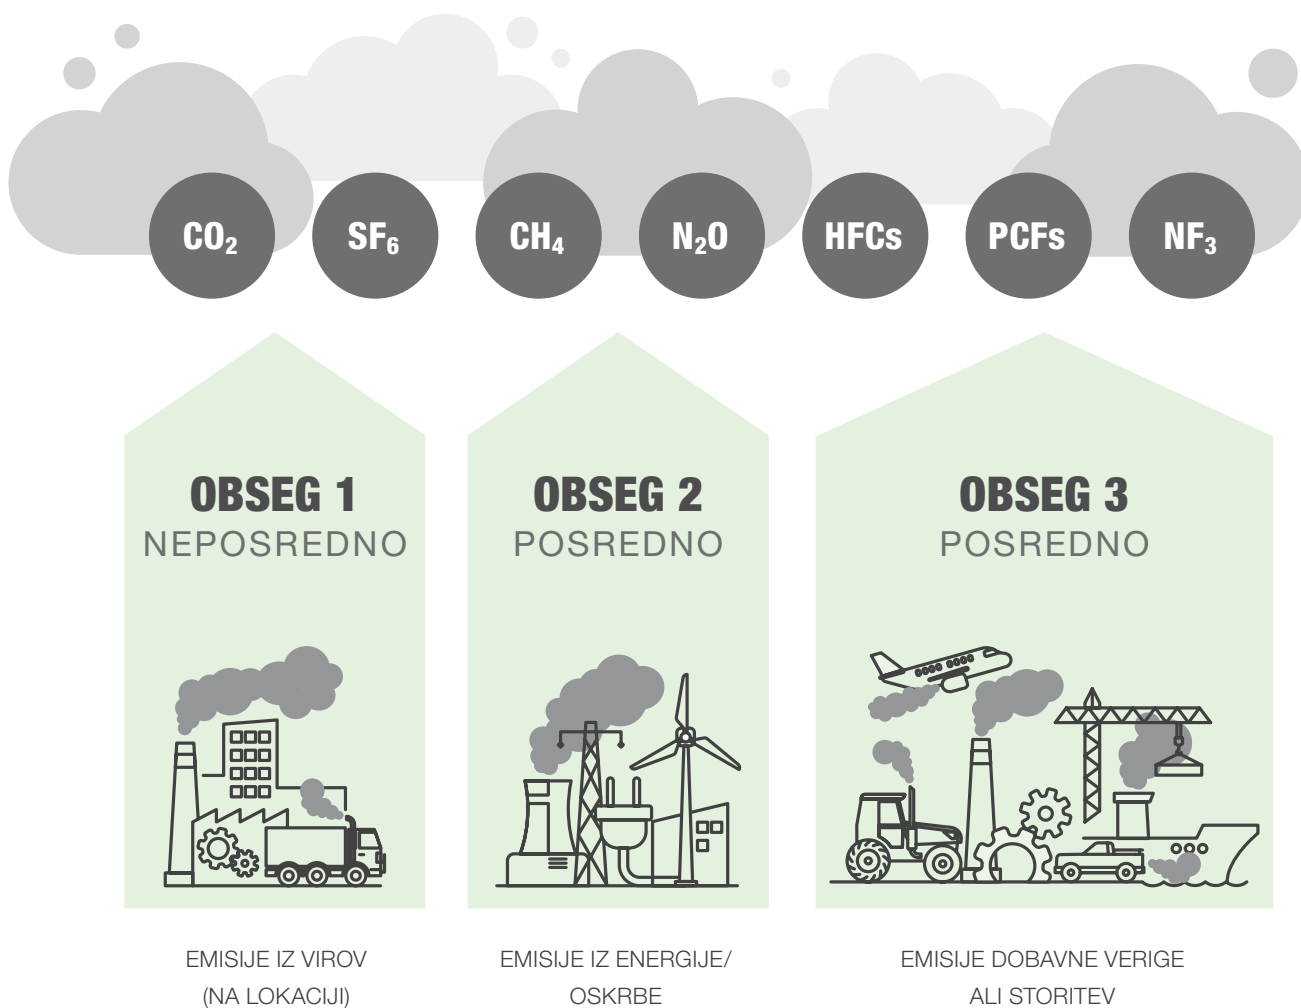 CO₂ SF₆ CH₄ N₂O HFCs PCFs NF₃
OBSEG 1
NEPOSREDNO
OBSEG 2
POSREDNO
OBSEG 3
POSREDNO
EMISIJE IZ VIROV
(NA LOKACIJI)
EMISIJE IZ ENERGIJE/
OSKRBE
EMISIJE DOBAVNE VERIGE
ALI STORITEV